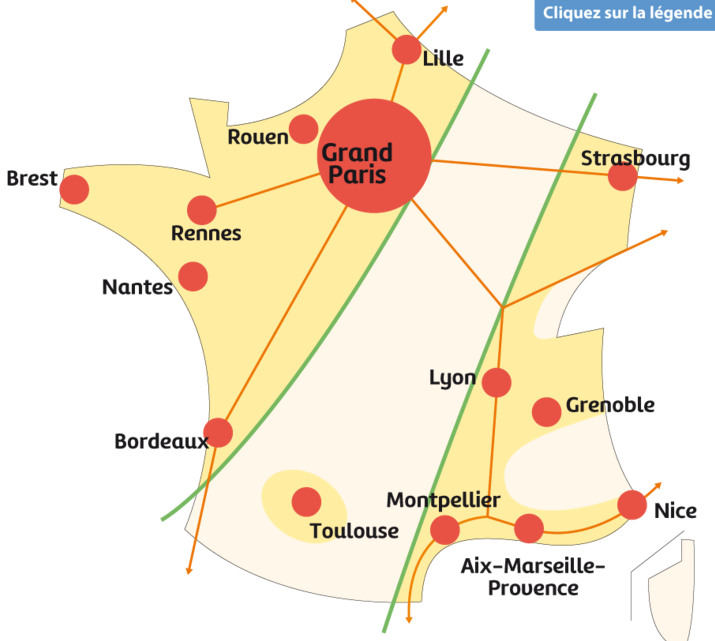 Cliquez sur la légende
Lille
Rouen
Grand
Paris
Strasbourg
Brest
Rennes
Nantes
Lyon
Grenoble
Bordeaux
Montpellier
Nice
Toulouse
Aix-Marseille-
Provence